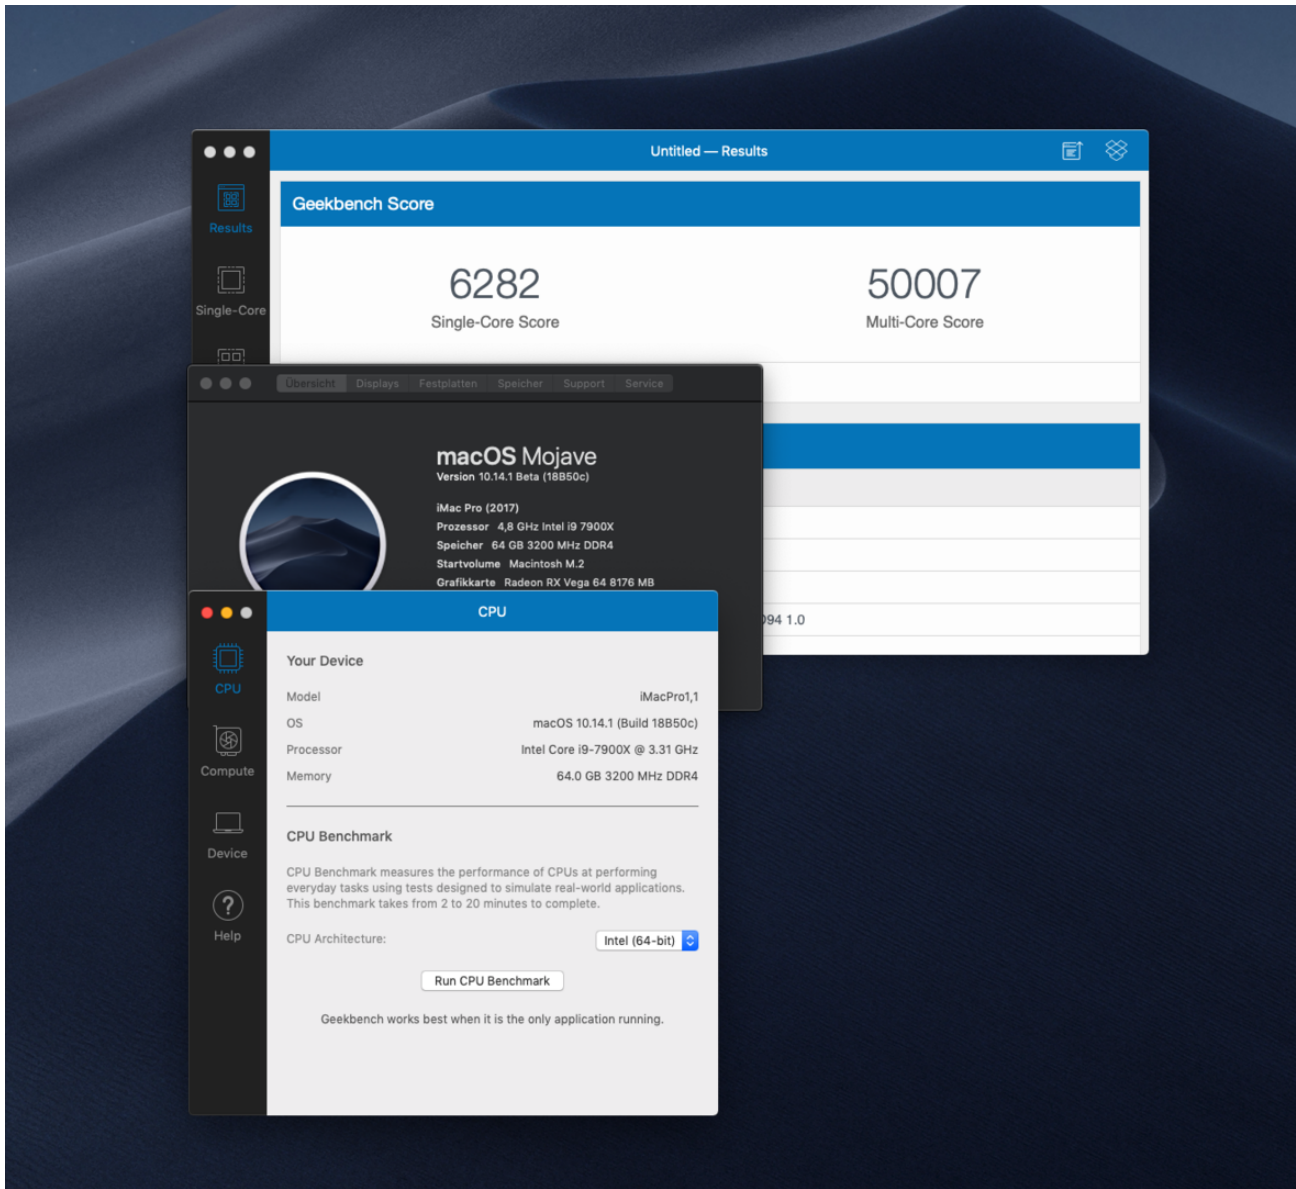 Untitled — Results
Results
Single-Core
Geekbench Score
6282
Single-Core Score
50007
Multi-Core Score
Übersicht Displays Festplatten Speicher Support Service
macOS Mojave
Version 10.14.1 Beta (18B50c)
iMac Pro (2017)
Prozessor 4,8 GHz Intel i9 7900X
Speicher 64 GB 3200 MHz DDR4
Startvolume Macintosh M.2
Grafikkarte Radeon RX Vega 64 8176 MB
94 1.0
CPU
CPU
Compute
Device
Help
Your Device
Model iMacPro1,1
OS macOS 10.14.1 (Build 18B50c)
Processor Intel Core i9-7900X @ 3.31 GHz
Memory 64.0 GB 3200 MHz DDR4
CPU Benchmark
CPU Benchmark measures the performance of CPUs at performing
everyday tasks using tests designed to simulate real-world applications.
This benchmark takes from 2 to 20 minutes to complete.
CPU Architecture: Intel (64-bit)
Run CPU Benchmark
Geekbench works best when it is the only application running.